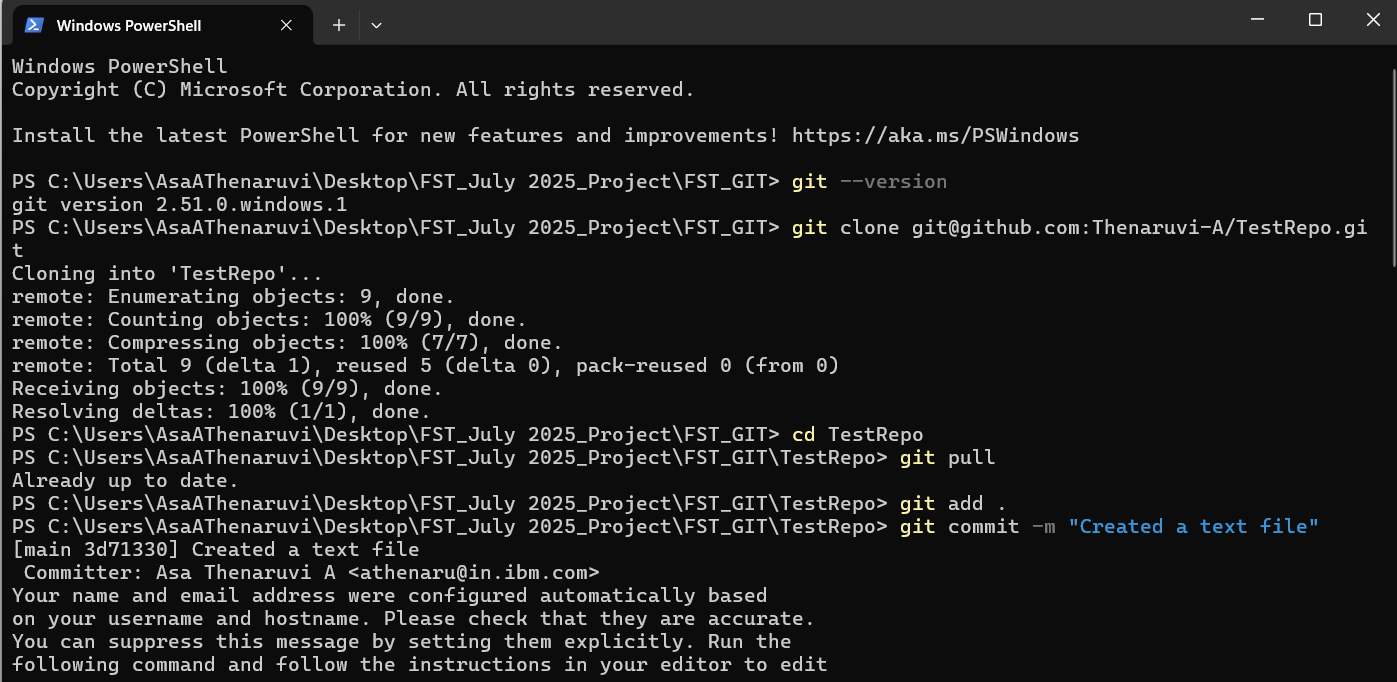 Windows PowerShell
Windows PowerShell
Copyright (C) Microsoft Corporation. All rights reserved.
Install the latest PowerShell for new features and improvements! https://aka.ms/PSWindows
PS C:\Users\AsaAThenaruvi\Desktop\FST_July 2025_Project\FST_GIT> git --version
git version 2.51.0.windows.1
PS C:\Users\AsaAThenaruvi\Desktop\FST_July 2025_Project\FST_GIT> git clone git@github.com:Thenaruvi-A/TestRepo.gi
t
Cloning into 'TestRepo'...
remote: Enumerating objects: 9, done.
remote: Counting objects: 100% (9/9), done.
remote: Compressing objects: 100% (7/7), done.
remote: Total 9 (delta 1), reused 5 (delta 0), pack-reused 0 (from 0)
Receiving objects: 100% (9/9), done.
Resolving deltas: 100% (1/1), done.
PS C:\Users\AsaAThenaruvi\Desktop\FST_July 2025_Project\FST_GIT> cd TestRepo
PS C:\Users\AsaAThenaruvi\Desktop\FST_July 2025_Project\FST_GIT\TestRepo> git pull
Already up to date.
PS C:\Users\AsaAThenaruvi\Desktop\FST_July 2025_Project\FST_GIT\TestRepo> git add .
PS C:\Users\AsaAThenaruvi\Desktop\FST_July 2025_Project\FST_GIT\TestRepo> git commit -m "Created a text file"
[main 3d71330] Created a text file
 Committer: Asa Thenaruvi A <athenaru@in.ibm.com>
Your name and email address were configured automatically based
on your username and hostname. Please check that they are accurate.
You can suppress this message by setting them explicitly. Run the
following command and follow the instructions in your editor to edit